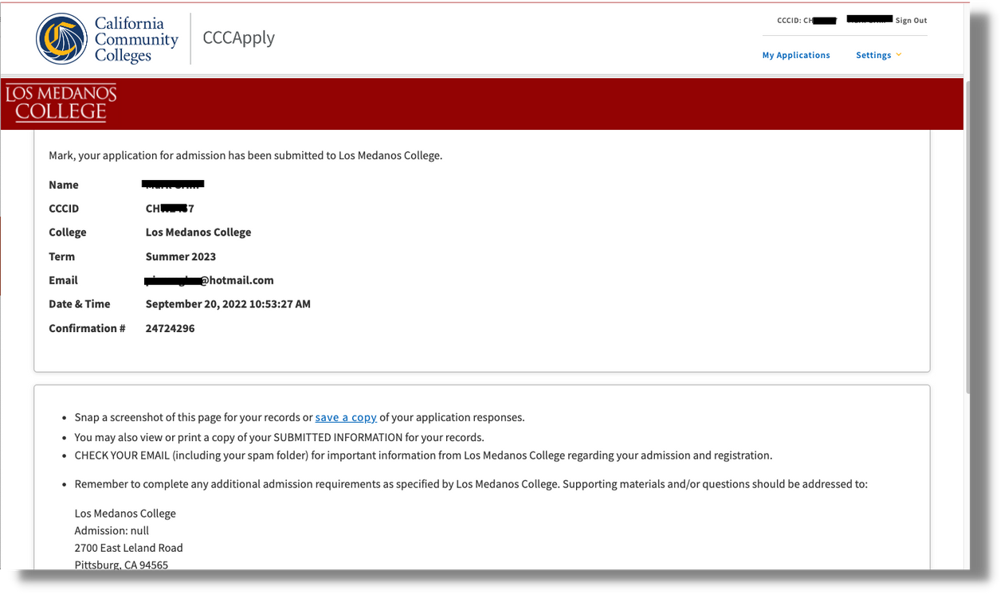 California
Community
Colleges
CCCApply
CCCID: CH
Sign Out
My Applications
Settings
LOS MEDANOS
COLLEGE
Mark, your application for admission has been submitted to Los Medanos College.
Name
CCCID CH 7
College Los Medanos College
Term Summer 2023
Email @hotmail.com
Date & Time September 20, 2022 10:53:27 AM
Confirmation # 24724296
• Snap a screenshot of this page for your records or save a copy of your application responses.
• You may also view or print a copy of your SUBMITTED INFORMATION for your records.
• CHECK YOUR EMAIL (including your spam folder) for important information from Los Medanos College regarding your admission and registration.
• Remember to complete any additional admission requirements as specified by Los Medanos College. Supporting materials and/or questions should be addressed to:
Los Medanos College
Admission: null
2700 East Leland Road
Pittsburg, CA 94565